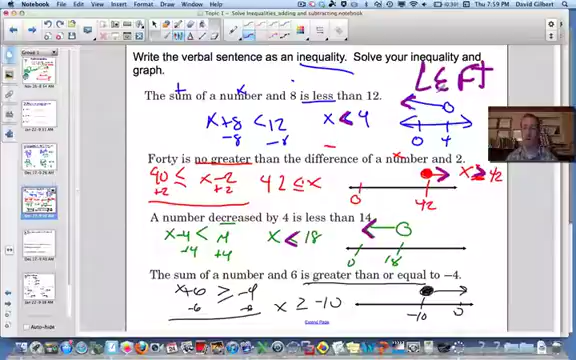 Notebook File Edit View Insert Format Tools Window Help David Gilbert
Topic 1 - Solve Inequalities_adding and subtracting.notebook
Write the verbal sentence as an inequality. Solve your inequality and
graph.
LEFT
The sum of a number and 8 is less than 12.
x+8 < 12 x < 4
-8 -8 0 4
Forty is no greater than the difference of a number and 2.
40 ≤ x-2 42 ≤ x x ≥ 42
+2 +2 0 42
A number decreased by 4 is less than 14.
x-4 < 14 x < 18
+4 +4 0 18
The sum of a number and 6 is greater than or equal to −4.
x+6 ≥ -4 x ≥ -10
-6 -6 -10 0
Auto-hide